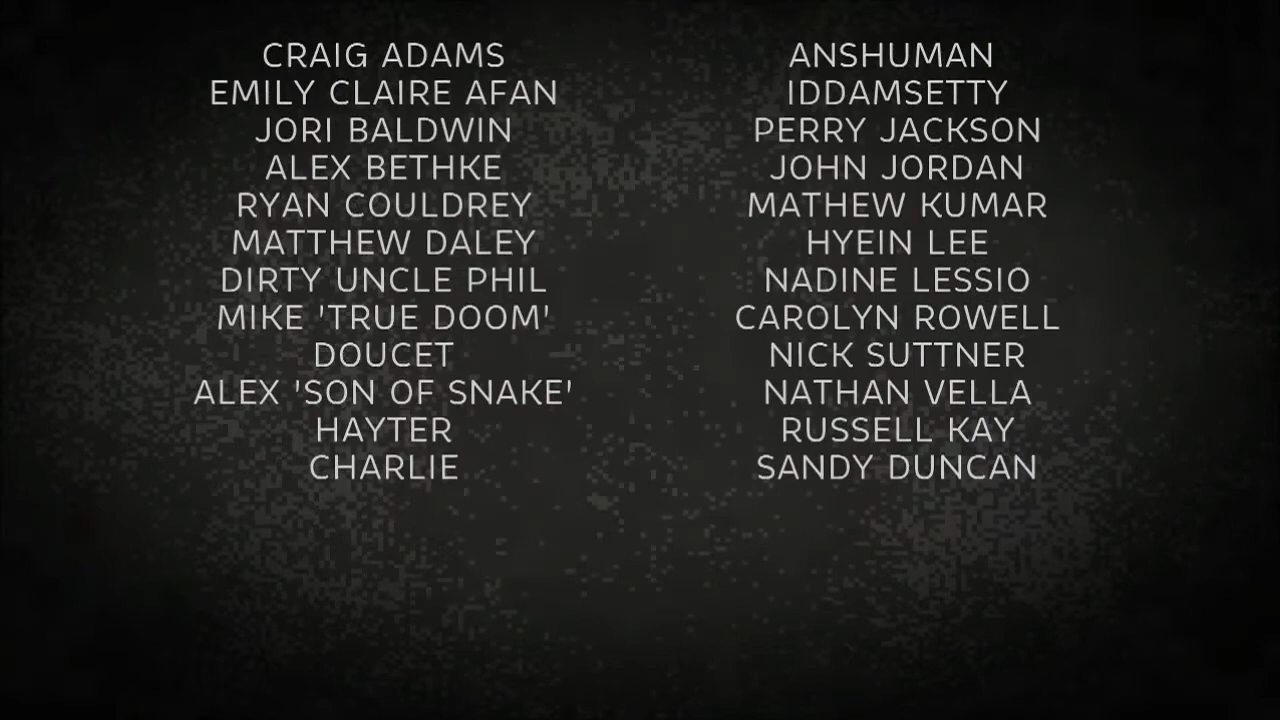 CRAIG ADAMS
EMILY CLAIRE AFAN
JORI BALDWIN
ALEX BETHKE
RYAN COULDREY
MATTHEW DALEY
DIRTY UNCLE PHIL
MIKE 'TRUE DOOM'
DOUCET
ALEX 'SON OF SNAKE'
HAYTER
CHARLIE
ANSHUMAN
IDDAMSETTY
PERRY JACKSON
JOHN JORDAN
MATHEW KUMAR
HYEIN LEE
NADINE LESSIO
CAROLYN ROWELL
NICK SUTTNER
NATHAN VELLA
RUSSELL KAY
SANDY DUNCAN